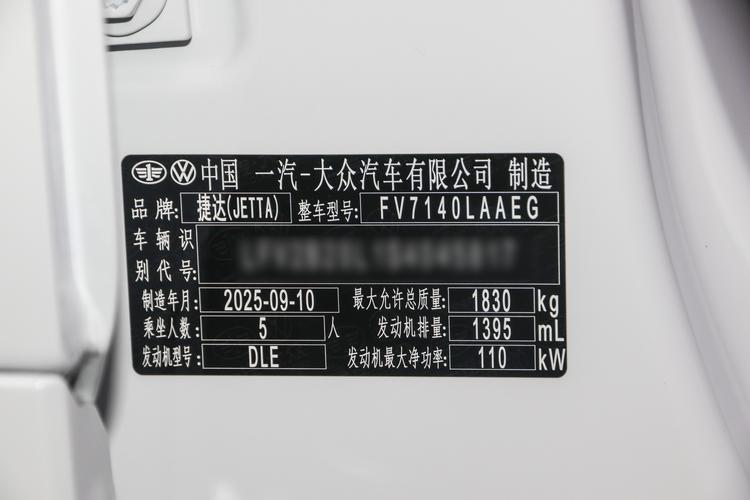 中国 一汽-大众汽车有限公司 制造
品牌: 捷达(JETTA) 整车型号: FV7140LAAEG
车辆识
别代号:
制造年月: 2025-09-10 最大允许总质量: 1830 kg
乘坐人数: 5 人 发动机排量: 1395 mL
发动机型号: DLE 发动机最大净功率: 110 kW